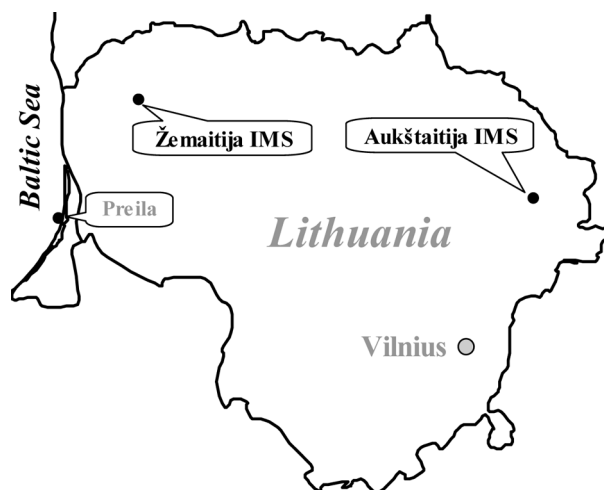 Baltic Sea
Žemaitija IMS
Aukštaitija IMS
Preila
Lithuania
Vilnius